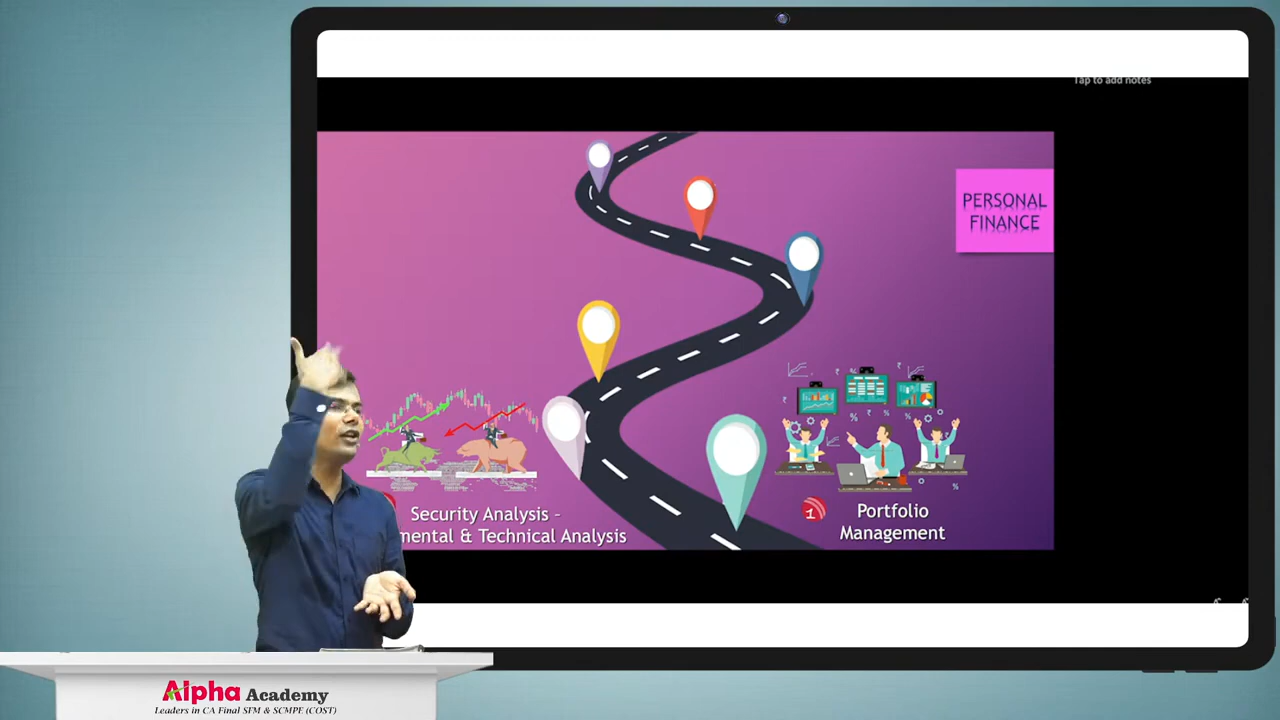 Tap to add notes
PERSONAL
FINANCE
Security Analysis –
mental & Technical Analysis
1
Portfolio
Management
Alpha Academy
Leaders in CA Final SFM & SCMPE (COST)